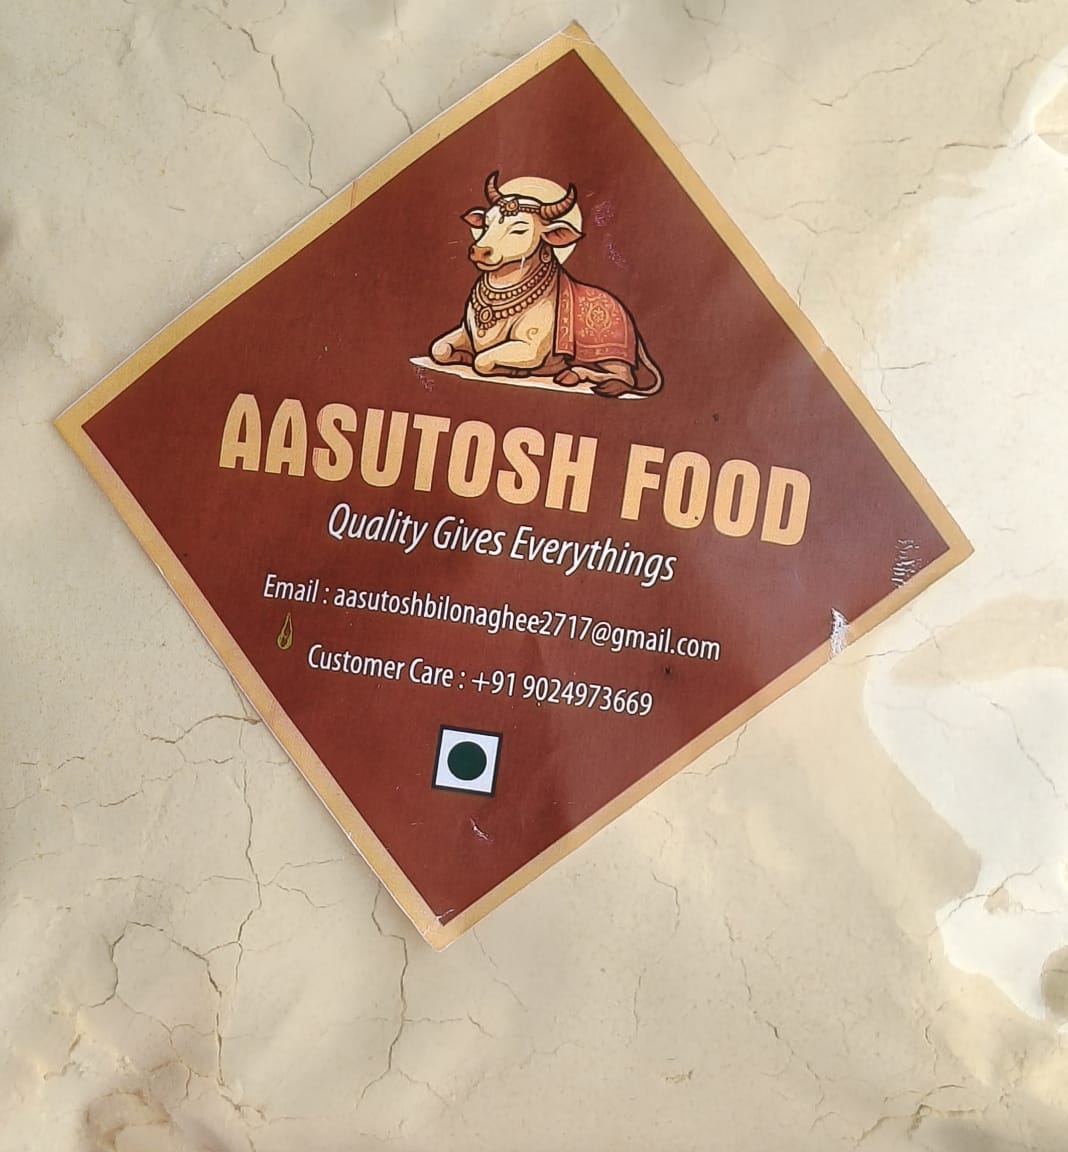 AASUTOSH FOOD
Quality Gives Everythings
Email : aasutoshbilonaghee2717@gmail.com
Customer Care : +91 9024973669